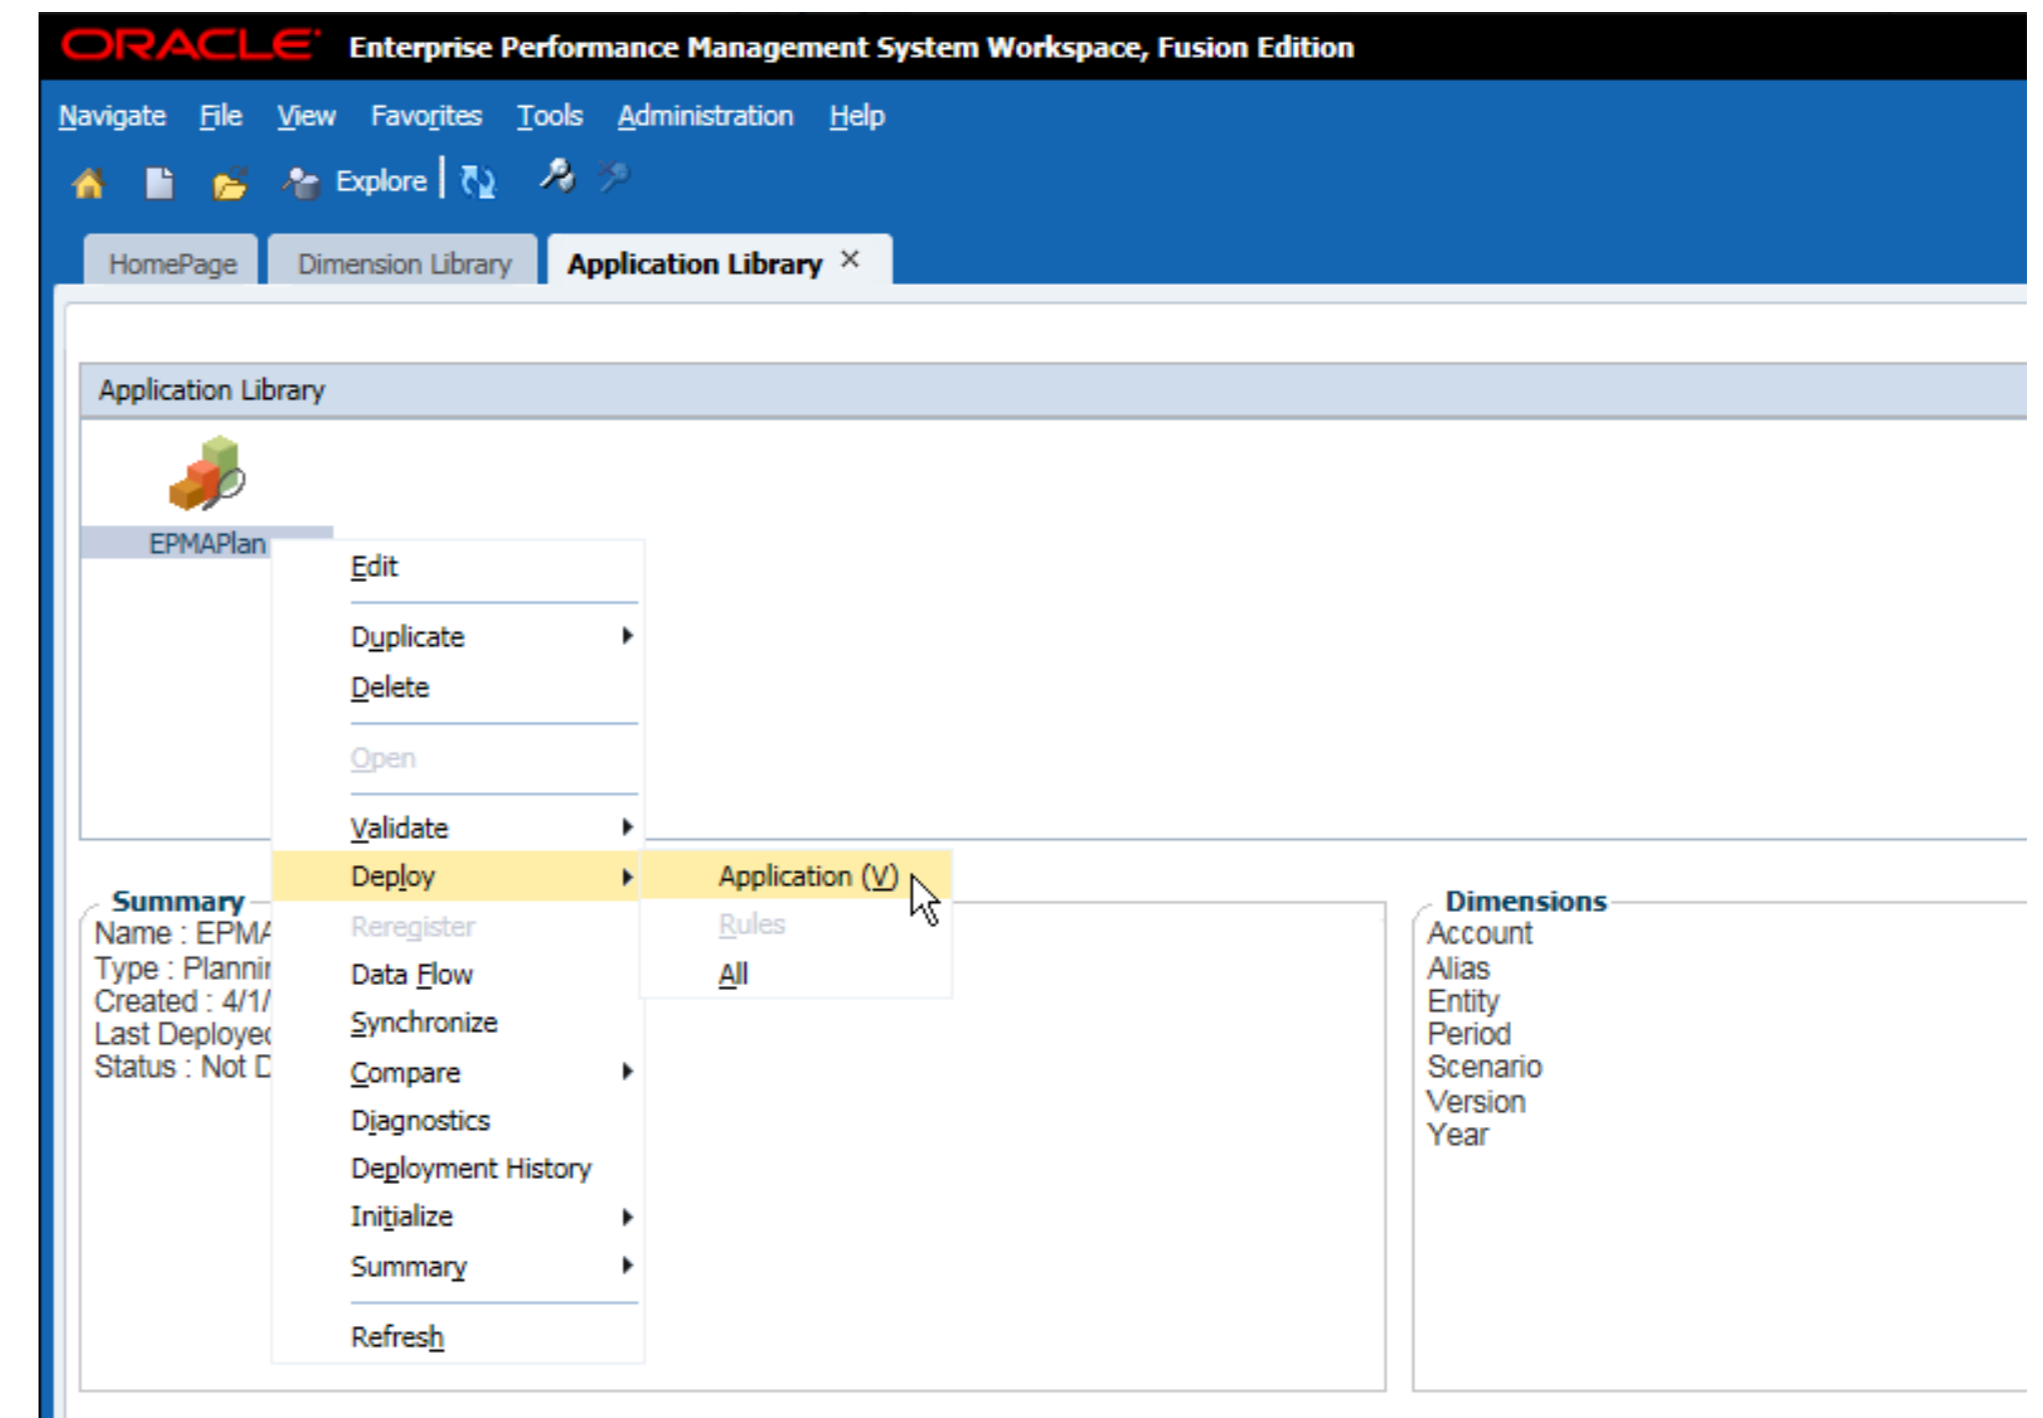 ORACLE Enterprise Performance Management System Workspace, Fusion Edition
Navigate File View Favorites Tools Administration Help
Explore
HomePage Dimension Library Application Library
Application Library
EPMAPlan
Edit
Duplicate
Delete
Open
Validate
Deploy
Reregister
Data Flow
Synchronize
Compare
Diagnostics
Deployment History
Initialize
Summary
Refresh
Application (V)
Rules
All
Summary
Name : EPMA
Type :
Created : 4/1/
Last
Status : Not
Dimensions
Account
Alias
Entity
Period
Scenario
Version
Year